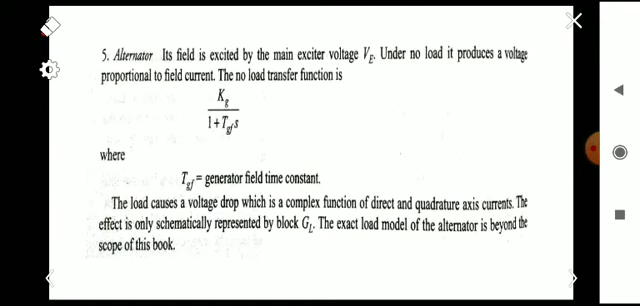 5. Alternator Its field is excited by the main exciter voltage V_E. Under no load it produces a voltage
proportional to field current. The no load transfer function is
K_g
1+T_gf s
where
T_gf = generator field time constant.
The load causes a voltage drop which is a complex function of direct and quadrature axis currents. The
effect is only schematically represented by block G_L. The exact load model of the alternator is beyond the
scope of this book.